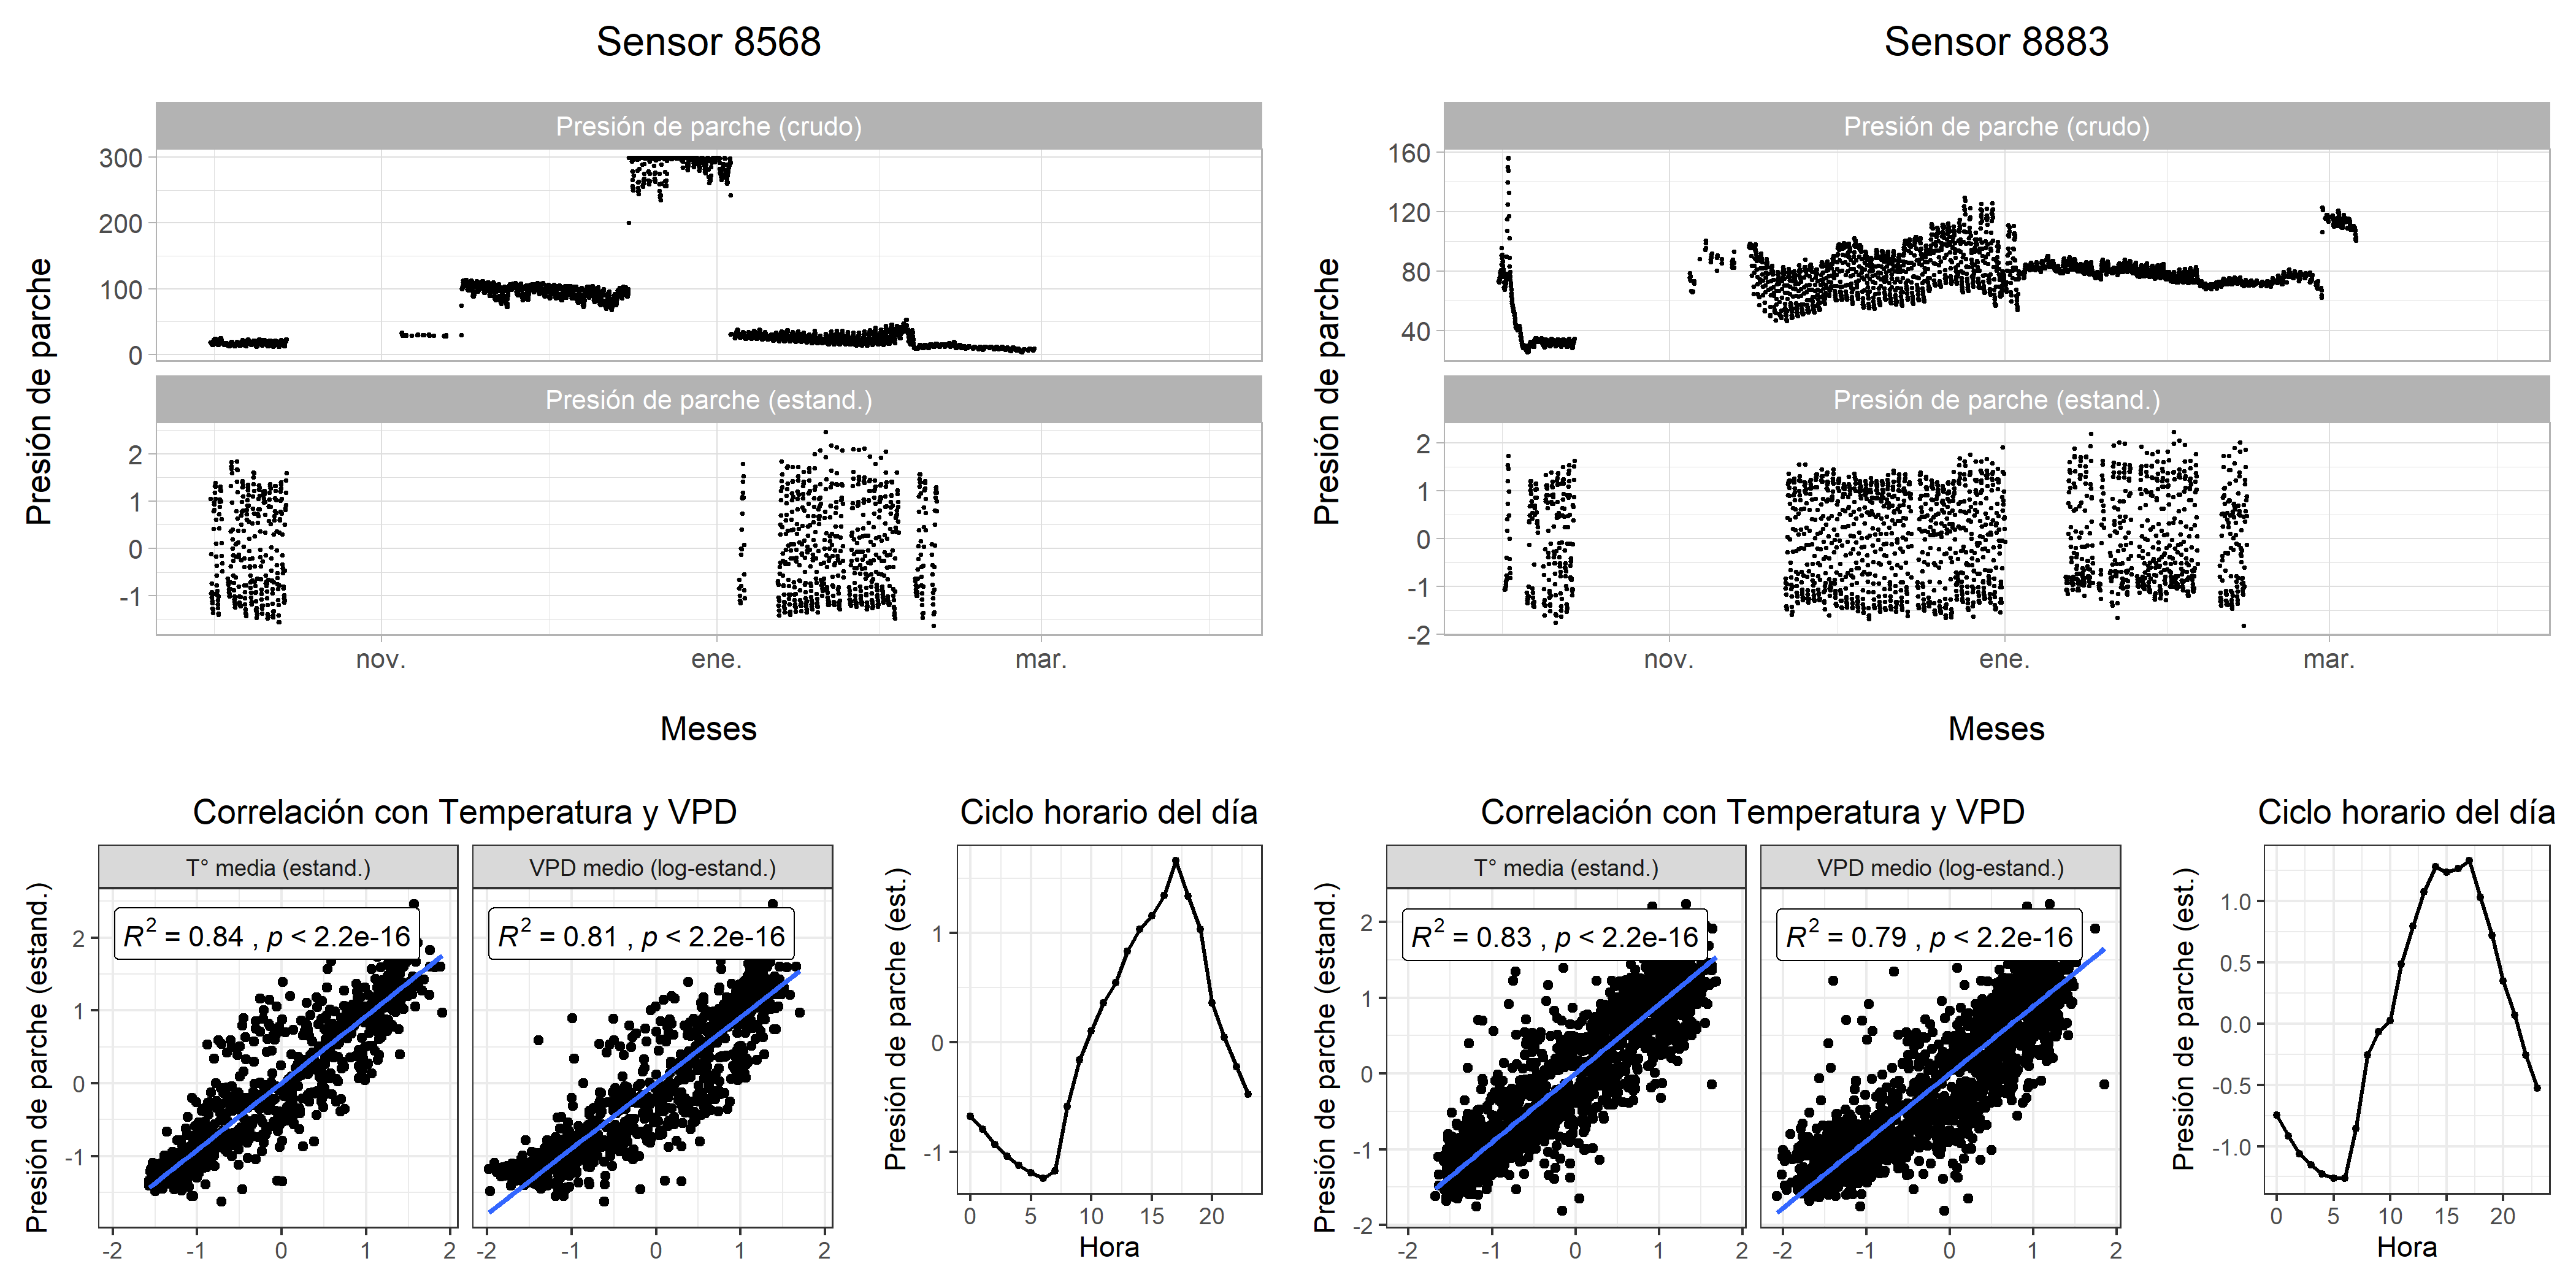 Sensor 8568
Presión de parche (crudo)
300
200
100
0
Presión de parche
Presión de parche (estand.)
2
1
0
-1
nov.
ene.
mar.
Meses
Correlación con Temperatura y VPD
T° media (estand.)
VPD medio (log-estand.)
R² = 0.84 , p < 2.2e-16
R² = 0.81 , p < 2.2e-16
Presión de parche (estand.)
2
1
0
-1
-2 -1 0 1 2
-2 -1 0 1 2
Ciclo horario del día
Presión de parche (est.)
1
0
-1
0 5 10 15 20
Hora
Sensor 8883
Presión de parche (crudo)
160
120
80
40
Presión de parche
Presión de parche (estand.)
2
1
0
-1
-2
nov.
ene.
mar.
Meses
Correlación con Temperatura y VPD
T° media (estand.)
VPD medio (log-estand.)
R² = 0.83 , p < 2.2e-16
R² = 0.79 , p < 2.2e-16
Presión de parche (estand.)
2
1
0
-1
-2
-2 -1 0 1 2
-2 -1 0 1 2
Ciclo horario del día
Presión de parche (est.)
1.0
0.5
0.0
-0.5
-1.0
0 5 10 15 20
Hora